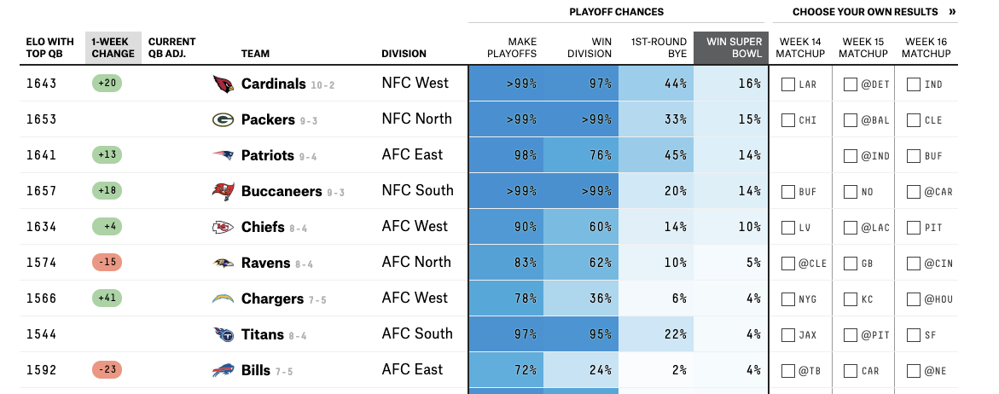 PLAYOFF CHANCES CHOOSE YOUR OWN RESULTS »
ELO WITH TOP QB 1-WEEK CHANGE CURRENT QB ADJ. TEAM DIVISION MAKE PLAYOFFS WIN DIVISION 1ST-ROUND BYE WIN SUPER BOWL WEEK 14 MATCHUP WEEK 15 MATCHUP WEEK 16 MATCHUP
1643 +20 Cardinals 10-2 NFC West >99% 97% 44% 16% LAR @DET IND
1653 Packers 9-3 NFC North >99% >99% 33% 15% CHI @BAL CLE
1641 +13 Patriots 9-4 AFC East 98% 76% 45% 14% @IND BUF
1657 +18 Buccaneers 9-3 NFC South >99% >99% 20% 14% BUF NO @CAR
1634 +4 Chiefs 8-4 AFC West 90% 60% 14% 10% LV @LAC PIT
1574 -15 Ravens 8-4 AFC North 83% 62% 10% 5% @CLE GB @CIN
1566 +41 Chargers 7-5 AFC West 78% 36% 6% 4% NYG KC @HOU
1544 Titans 8-4 AFC South 97% 95% 22% 4% JAX @PIT SF
1592 -23 Bills 7-5 AFC East 72% 24% 2% 4% @TB CAR @NE